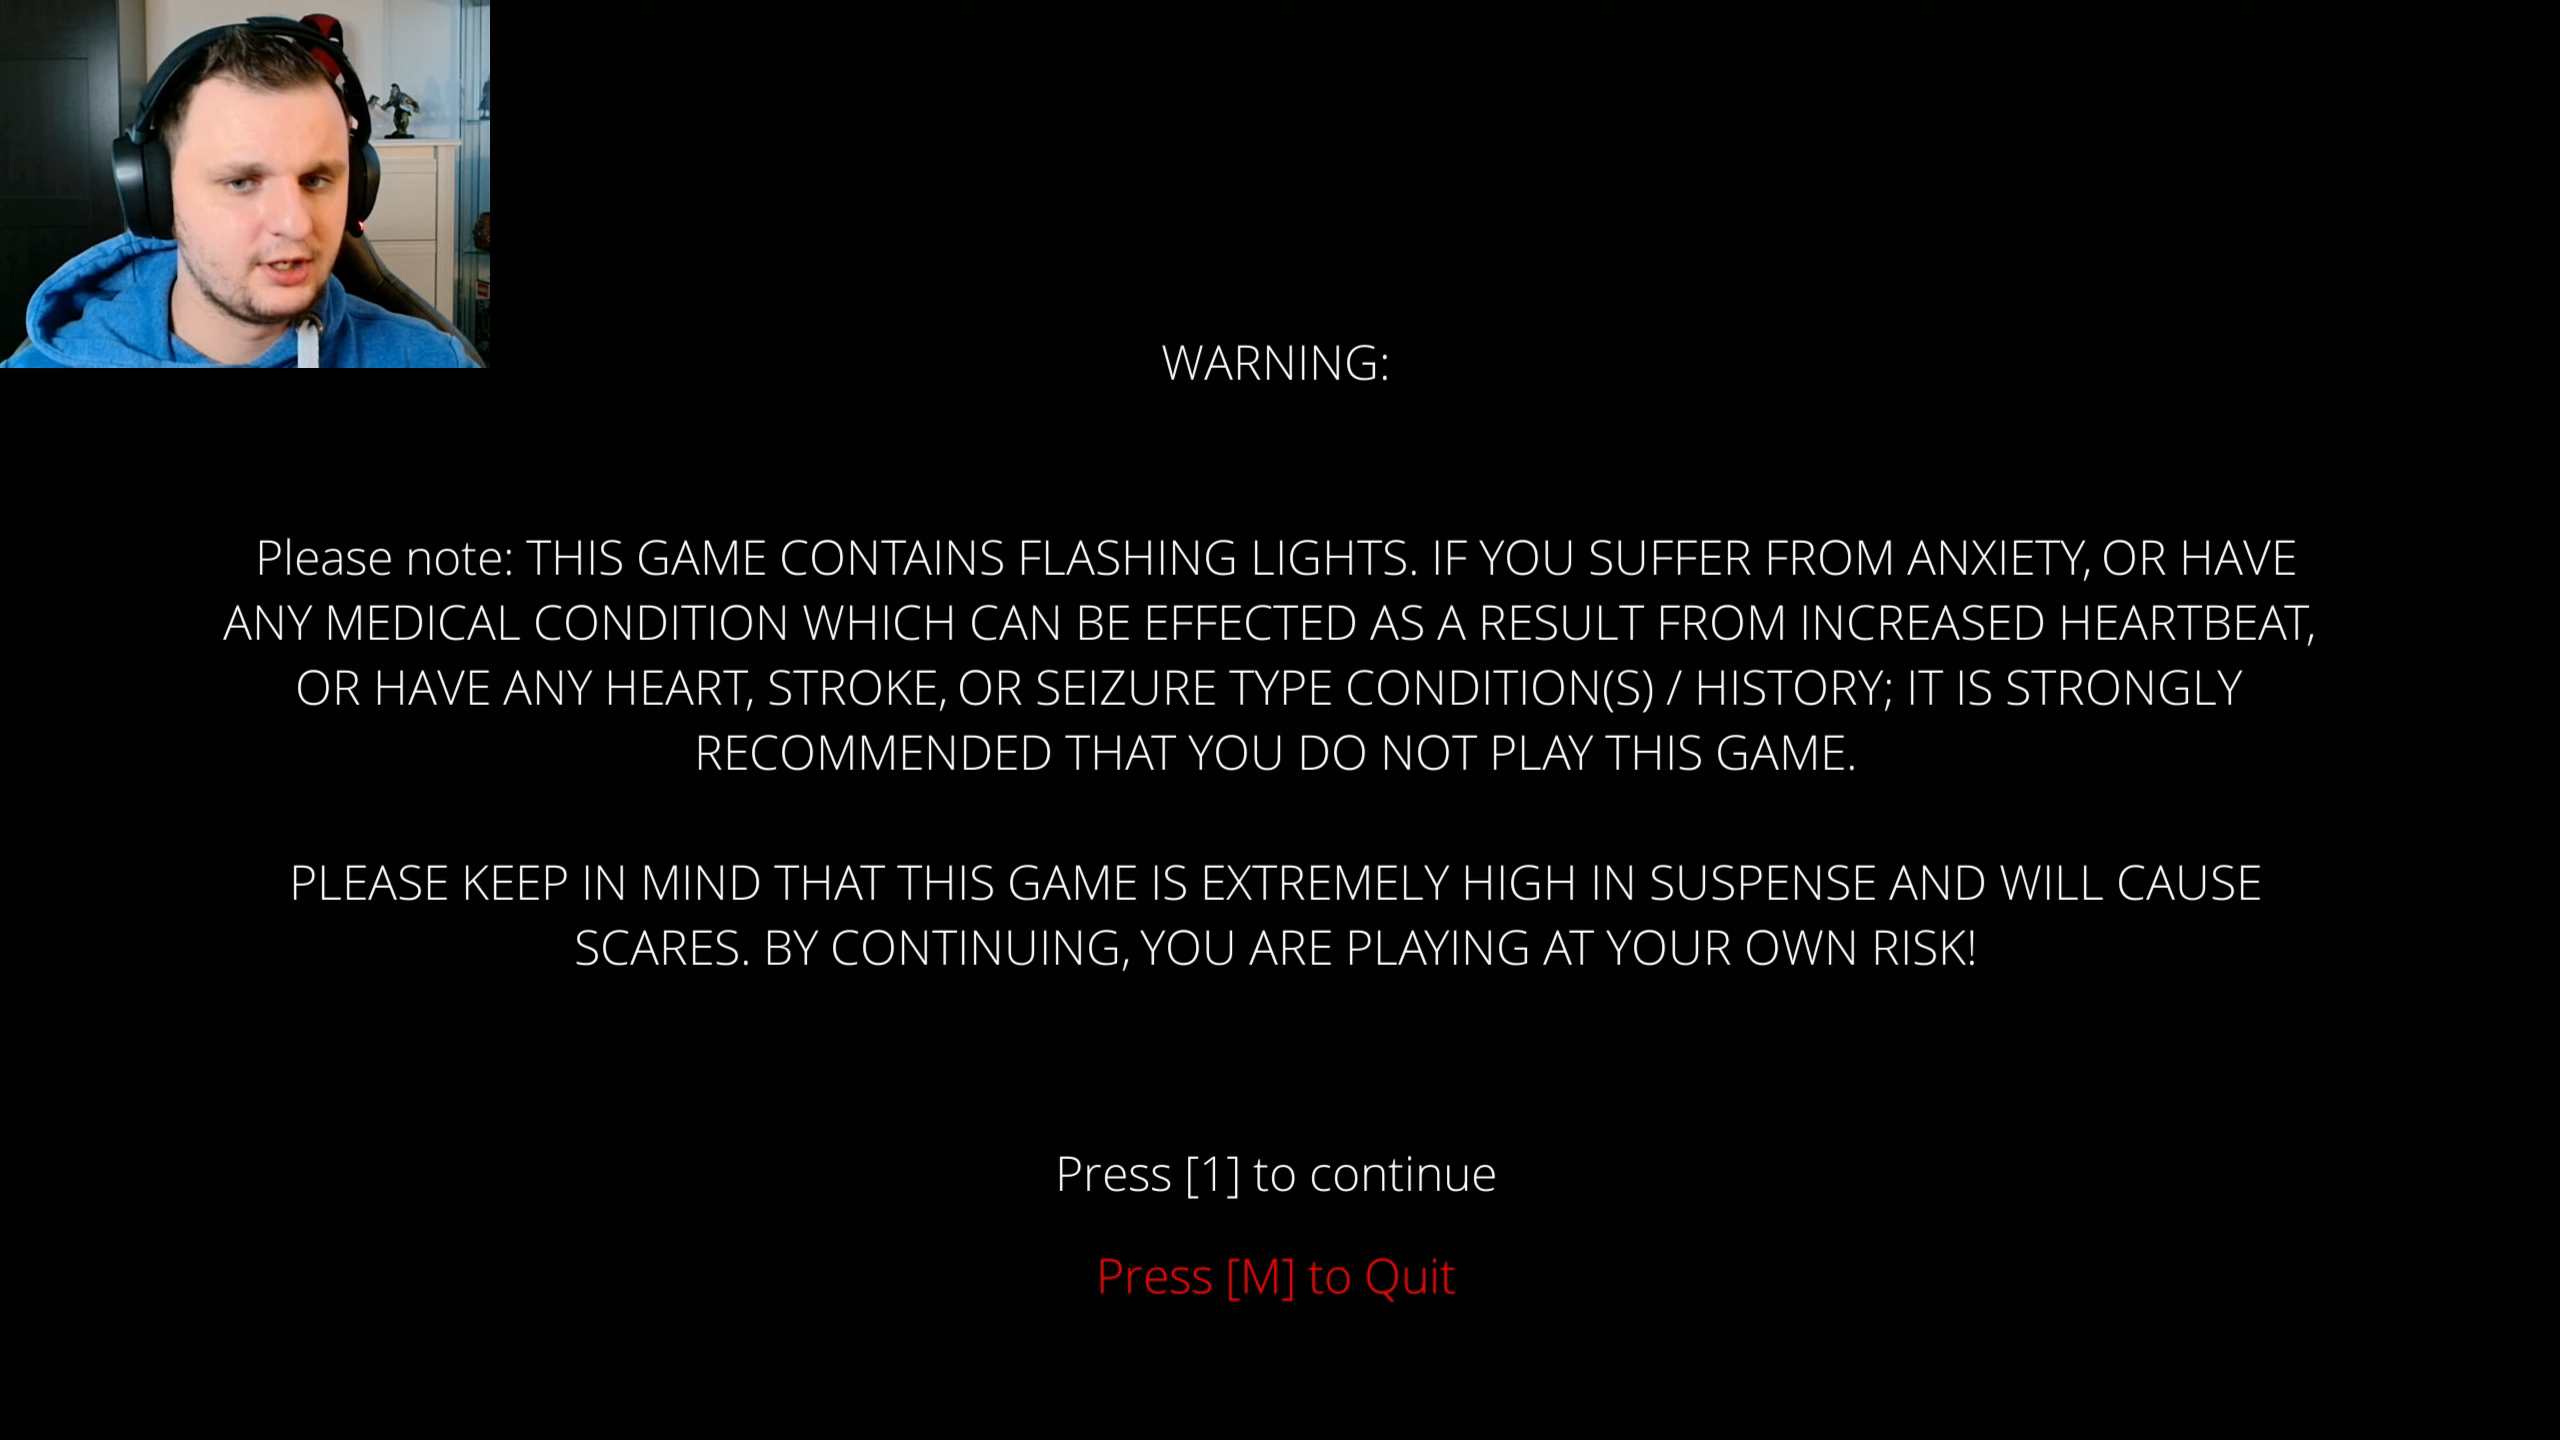 WARNING:
Please note: THIS GAME CONTAINS FLASHING LIGHTS. IF YOU SUFFER FROM ANXIETY, OR HAVE
ANY MEDICAL CONDITION WHICH CAN BE EFFECTED AS A RESULT FROM INCREASED HEARTBEAT,
OR HAVE ANY HEART, STROKE, OR SEIZURE TYPE CONDITION(S) / HISTORY; IT IS STRONGLY
RECOMMENDED THAT YOU DO NOT PLAY THIS GAME.
PLEASE KEEP IN MIND THAT THIS GAME IS EXTREMELY HIGH IN SUSPENSE AND WILL CAUSE
SCARES. BY CONTINUING, YOU ARE PLAYING AT YOUR OWN RISK!
Press [1] to continue
Press [M] to Quit